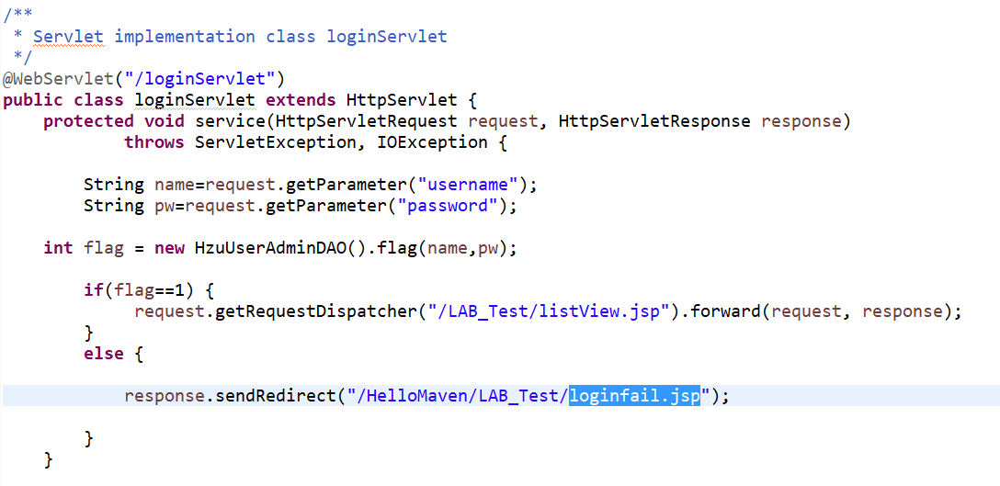 /**
 * Servlet implementation class loginServlet
 */
@WebServlet("/loginServlet")
public class loginServlet extends HttpServlet {
    protected void service(HttpServletRequest request, HttpServletResponse response)
            throws ServletException, IOException {
        String name=request.getParameter("username");
        String pw=request.getParameter("password");
    int flag = new HzuUserAdminDAO().flag(name,pw);
        if(flag==1) {
             request.getRequestDispatcher("/LAB_Test/listView.jsp").forward(request, response);
        }
        else {
            response.sendRedirect("/HelloMaven/LAB_Test/loginfail.jsp");
        }
    }